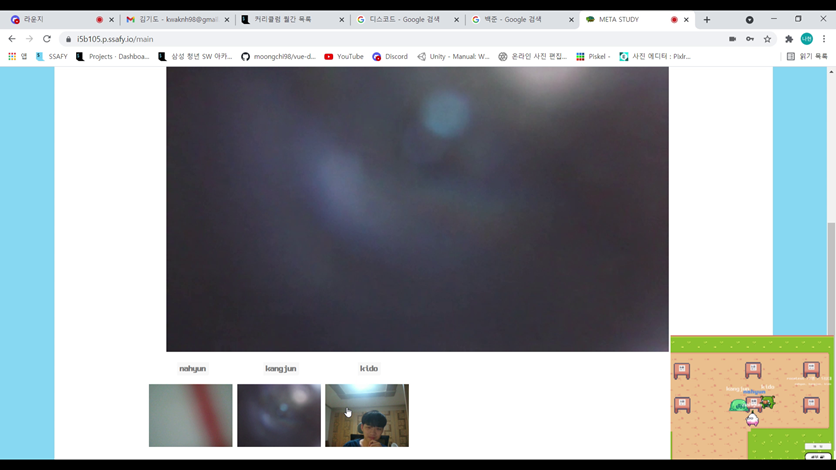 라운지
김기도 - kwaknh98@gmai
커리큘럼 월간 목록
디스코드 - Google 검색
백준 - Google 검색
META STUDY
i5b105.p.ssafy.io/main
나현
앱
SSAFY
Projects · Dashboa...
삼성 청년 SW 아카...
moongchi98/vue-d...
YouTube
Discord
Unity - Manual: W...
온라인 사진 편집...
Piskel -
사진 에디터 : Pixlr...
읽기 목록
nahyun
kangjun
kido
kangjun
kido
nahyun